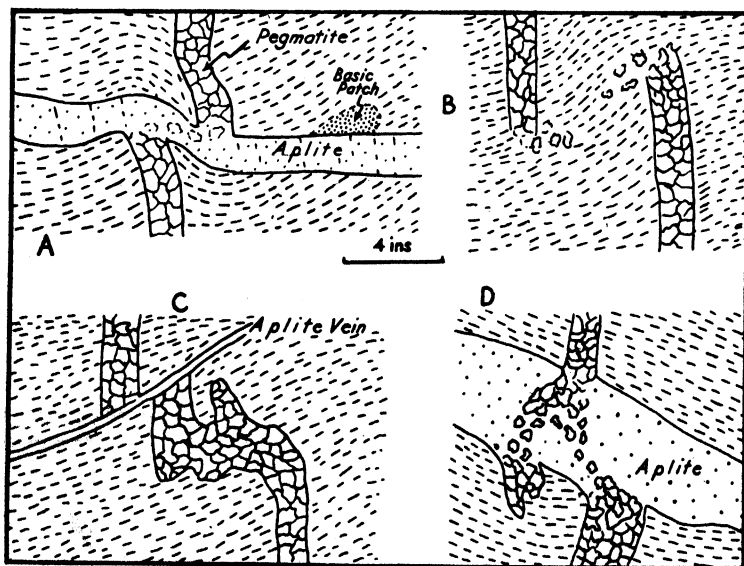 Pegmatite
Basic
Patch
Aplite
A
B
4 ins
C
Aplite Vein
D
Aplite